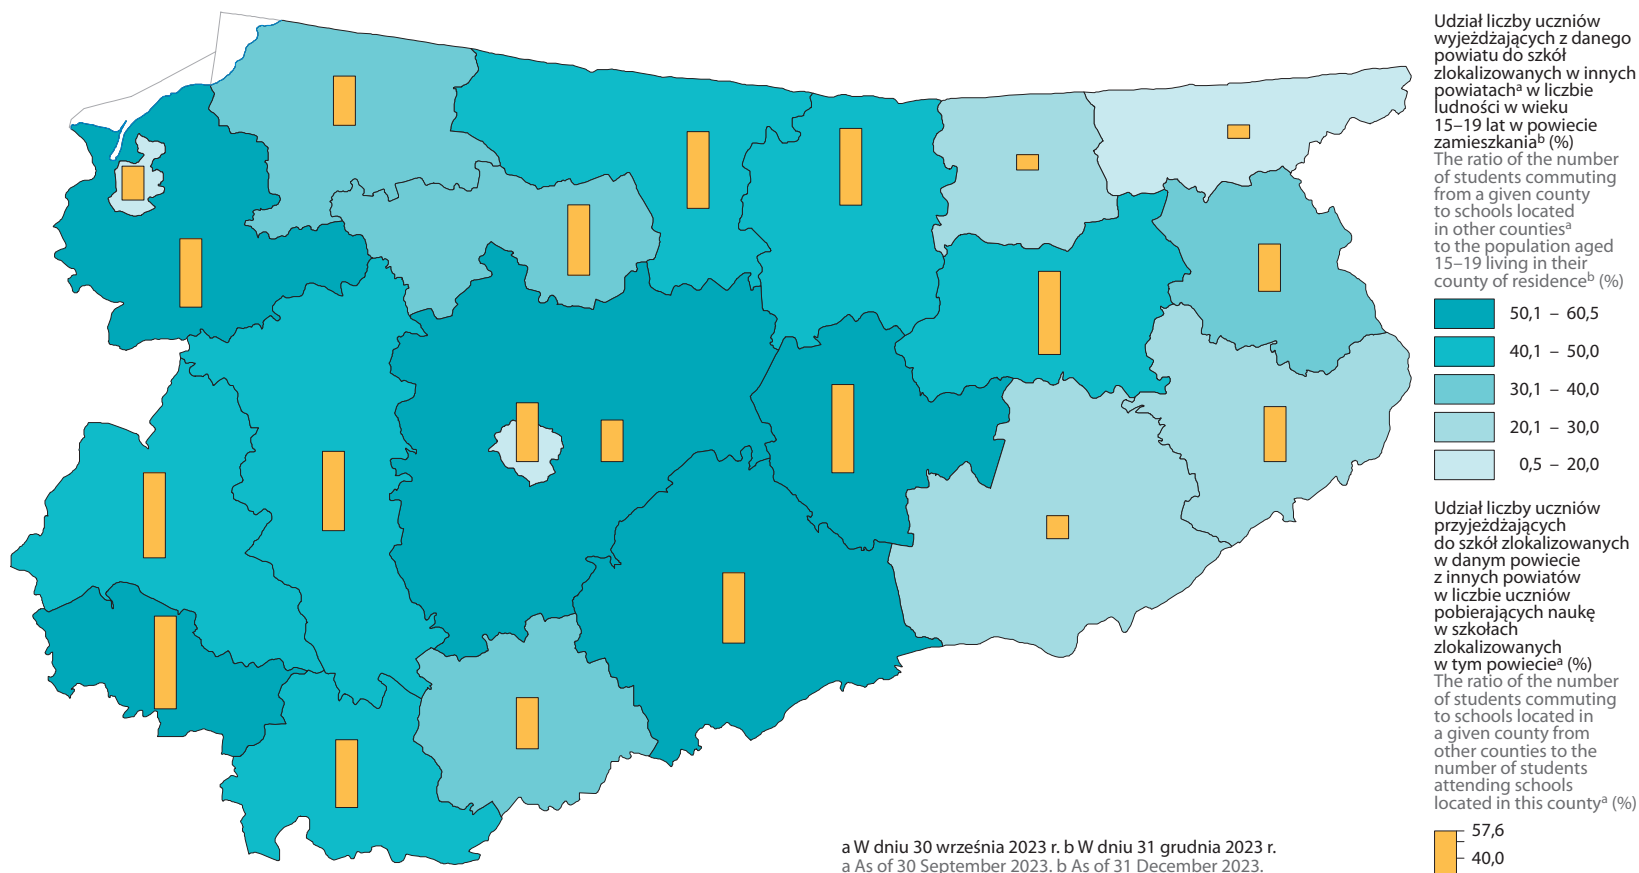 Udział liczby uczniów
wyjeżdżających z danego
powiatu do szkół
zlokalizowanych w innych
powiatachᵃ w liczbie
ludności w wieku
15–19 lat w powiecie
zamieszkaniaᵇ (%)
The ratio of the number
of students commuting
from a given county
to schools located
in other countiesᵃ
to the population aged
15–19 living in their
county of residenceᵇ (%)
50,1 – 60,5
40,1 – 50,0
30,1 – 40,0
20,1 – 30,0
0,5 – 20,0
Udział liczby uczniów
przyjeżdżających
do szkół zlokalizowanych
w danym powiecie
z innych powiatów
w liczbie uczniów
pobierających naukę
w szkołach
zlokalizowanych
w tym powiecieᵃ (%)
The ratio of the number
of students commuting
to schools located in
a given county from
other counties to the
number of students
attending schools
located in this countyᵃ (%)
57,6
40,0
a W dniu 30 września 2023 r. b W dniu 31 grudnia 2023 r.
a As of 30 September 2023. b As of 31 December 2023.